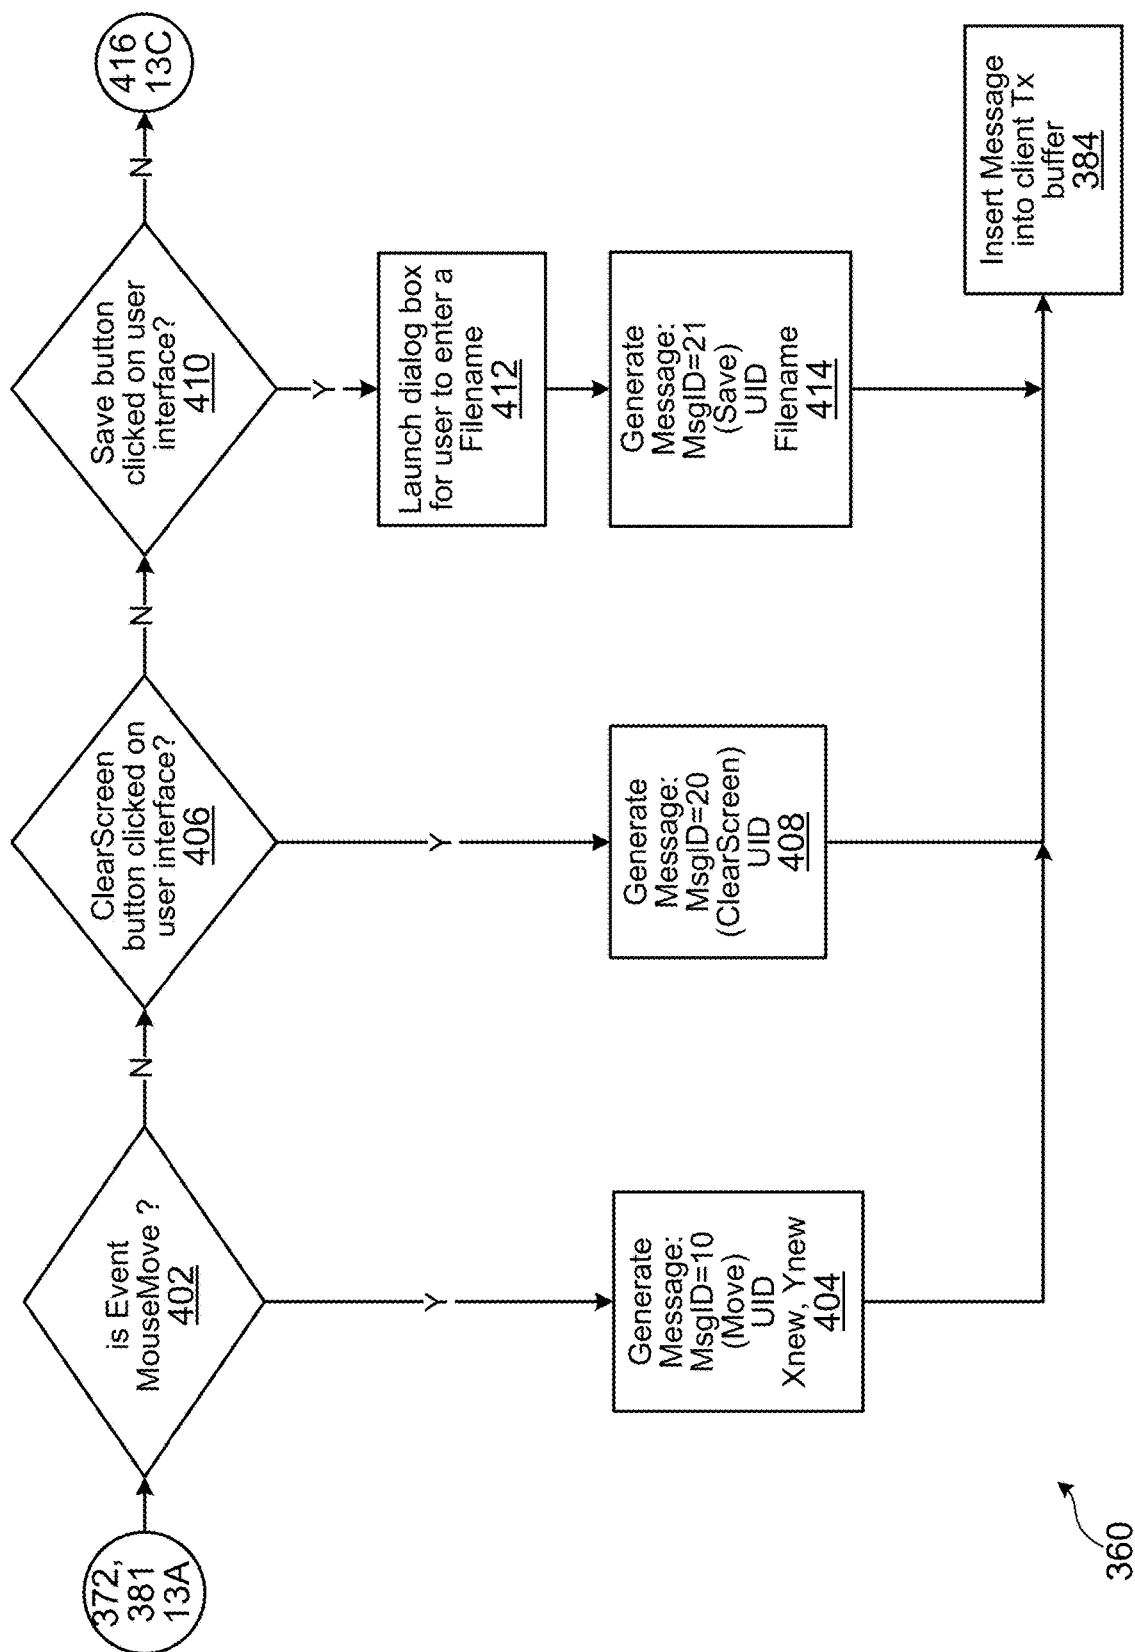 372,
381
13A
is Event
MouseMove ?
402
N
ClearScreen
button clicked on
user interface?
406
N
Save button
clicked on user
interface?
410
N
416
13C
Y
Y
Y
Launch dialog box
for user to enter a
Filename
412
Generate
Message:
MsgID=10
(Move)
UID
Xnew, Ynew
404
Generate
Message:
MsgID=20
(ClearScreen)
UID
408
Generate
Message:
MsgID=21
(Save)
UID
Filename
414
Insert Message
into client Tx
buffer
384
360